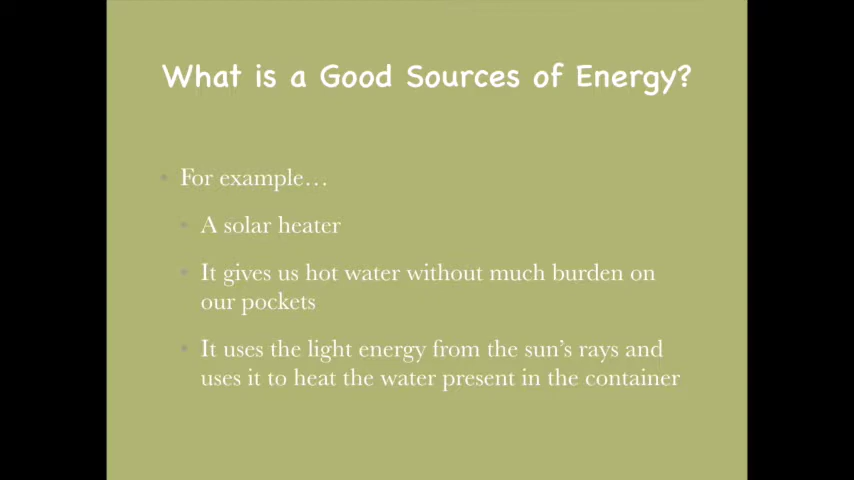 What is a Good Sources of Energy?
• For example…
• A solar heater
• It gives us hot water without much burden on
our pockets
• It uses the light energy from the sun’s rays and
uses it to heat the water present in the container